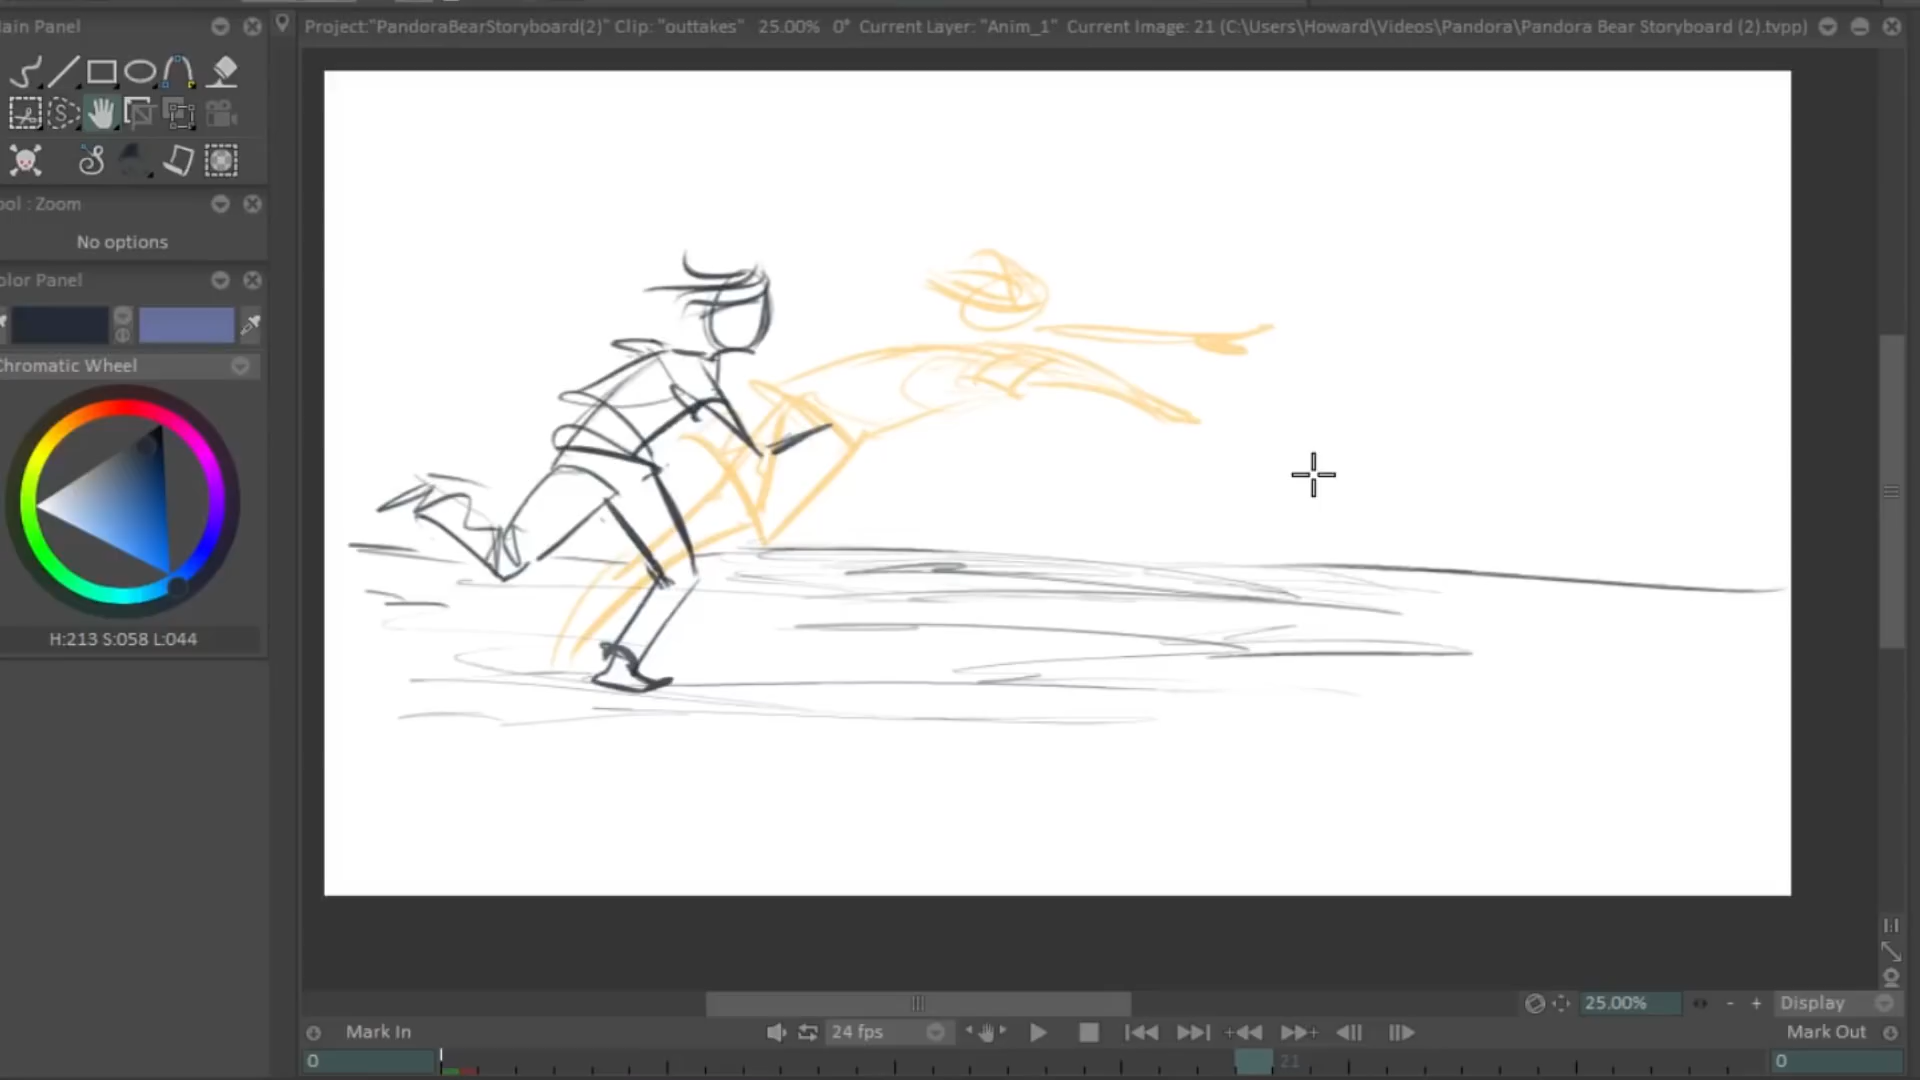 ain Panel
Project:"PandoraBearStoryboard(2)" Clip: "outtakes" 25.00% 0° Current Layer: "Anim_1" Current Image: 21 (C:\Users\Howard\Videos\Pandora\Pandora Bear Storyboard (2).tvpp)
ool : Zoom
No options
olor Panel
Chromatic Wheel
H:213 S:058 L:044
25.00%
- +
Display
Mark In
24 fps
Mark Out
0
21
0